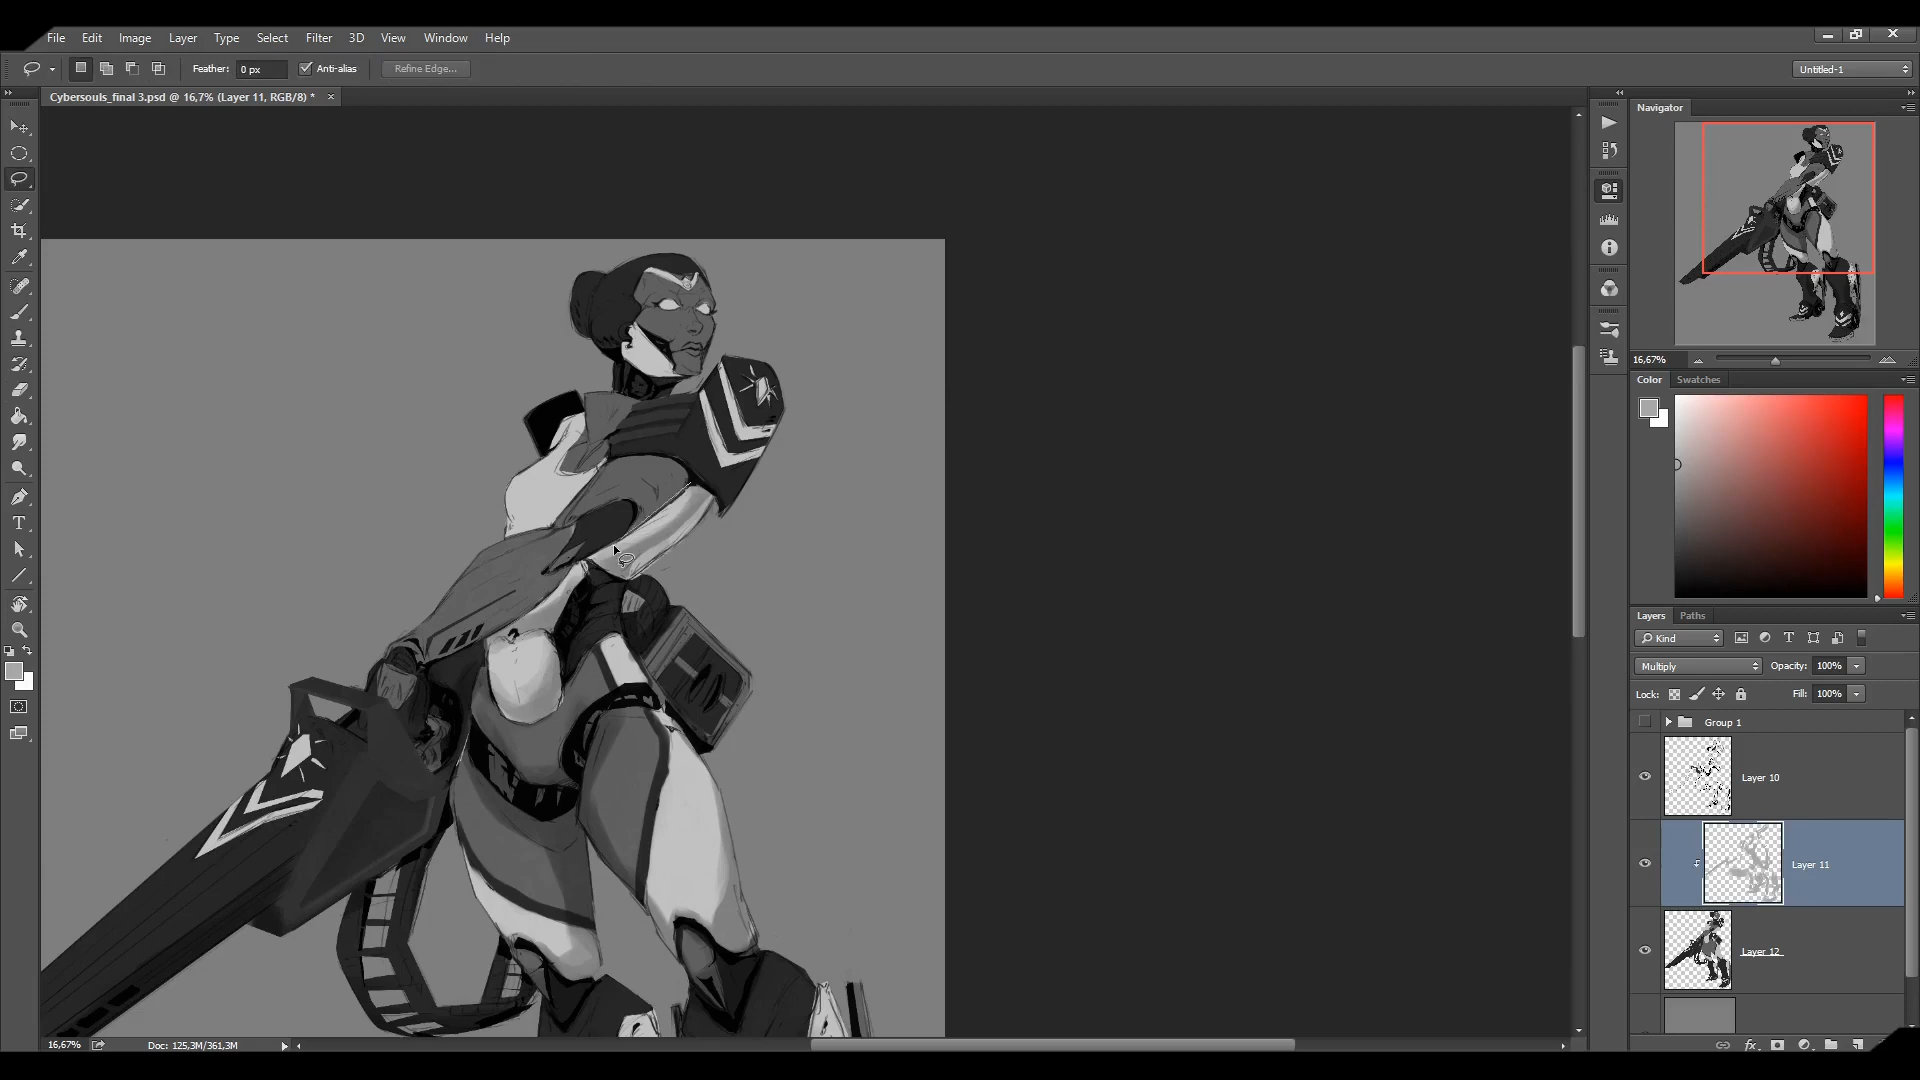 File Edit Image Layer Type Select Filter 3D View Window Help
Feather: 0 px Anti-alias Refine Edge... Untitled-1
Cybersouls_final 3.psd @ 16,7% (Layer 11, RGB/8) * ×
Navigator
16,67%
Color Swatches
Layers Paths
Kind
Multiply Opacity: 100%
Lock: Fill: 100%
Group 1
Layer 10
Layer 11
Layer 12
16,67% Doc: 125,3M/361,3M